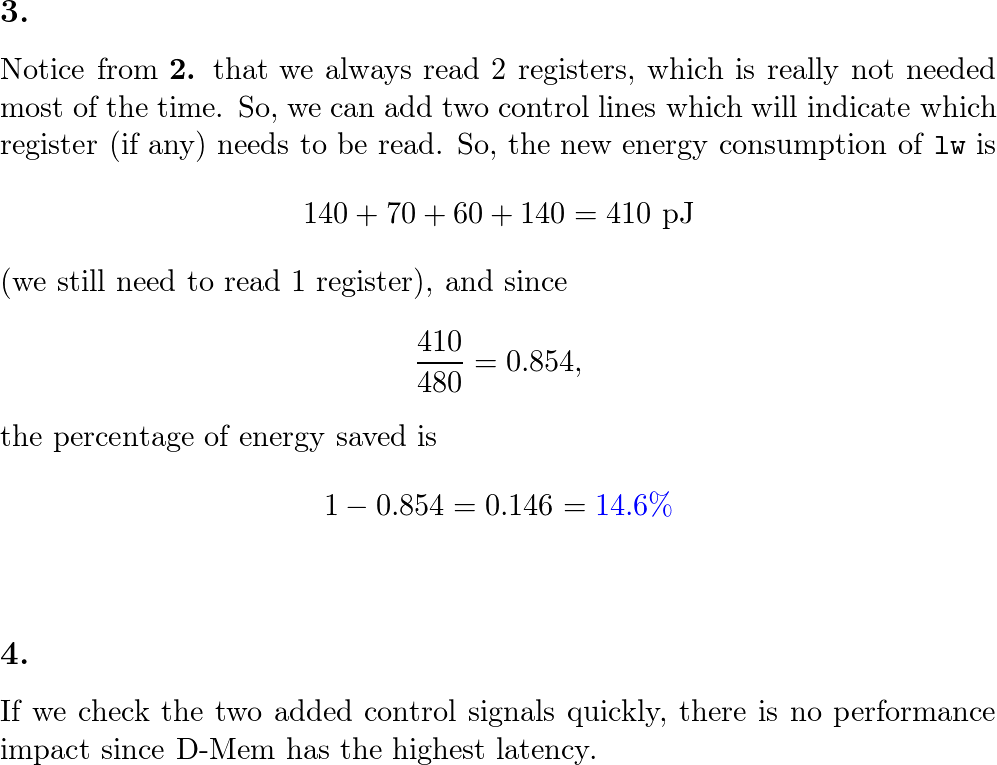 3.
Notice from 2. that we always read 2 registers, which is really not needed
most of the time. So, we can add two control lines which will indicate which
register (if any) needs to be read. So, the new energy consumption of lw is
140 + 70 + 60 + 140 = 410 pJ
(we still need to read 1 register), and since
410
480
= 0.854,
the percentage of energy saved is
1 − 0.854 = 0.146 = 14.6%
4.
If we check the two added control signals quickly, there is no performance
impact since D-Mem has the highest latency.